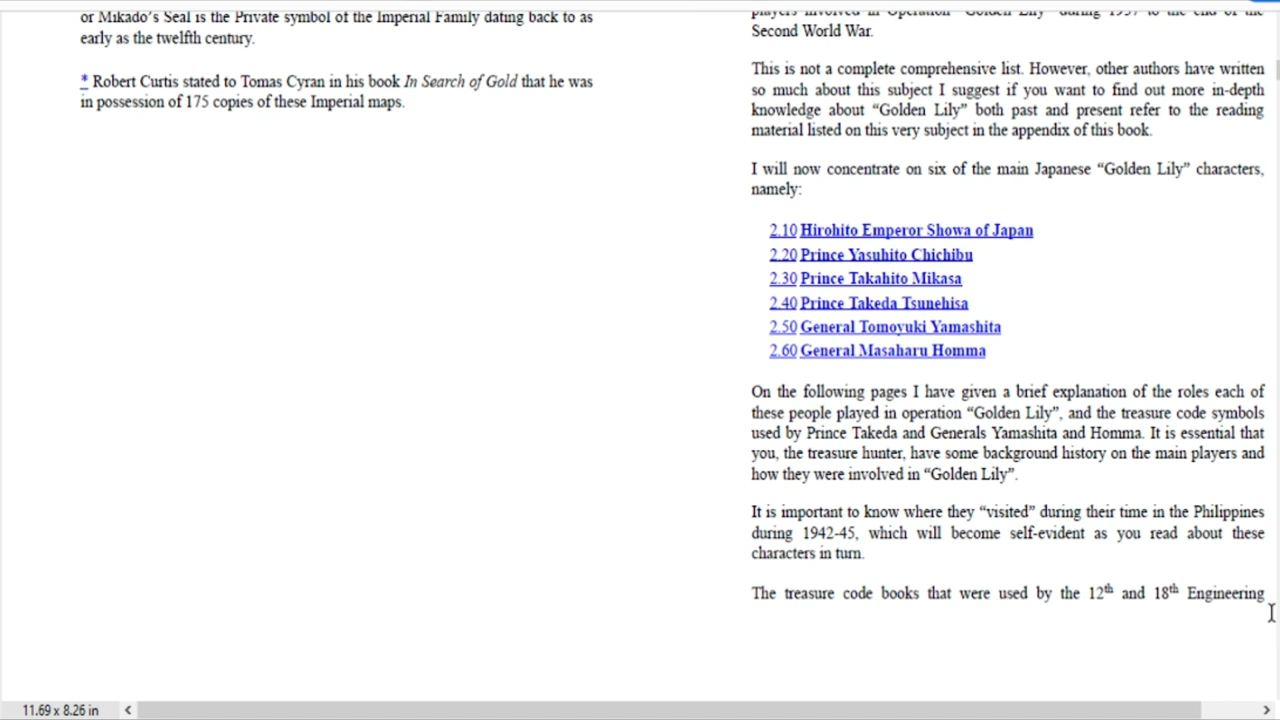 or Mikado’s Seal is the Private symbol of the Imperial Family dating back to as
early as the twelfth century.
* Robert Curtis stated to Tomas Cyran in his book In Search of Gold that he was
in possession of 175 copies of these Imperial maps.
players involved in Operation “Golden Lily” during 1937 to the end of the
Second World War.
This is not a complete comprehensive list. However, other authors have written
so much about this subject I suggest if you want to find out more in-depth
knowledge about “Golden Lily” both past and present refer to the reading
material listed on this very subject in the appendix of this book.
I will now concentrate on six of the main Japanese “Golden Lily” characters,
namely:
2.10 Hirohito Emperor Showa of Japan
2.20 Prince Yasuhito Chichibu
2.30 Prince Takahito Mikasa
2.40 Prince Takeda Tsunehisa
2.50 General Tomoyuki Yamashita
2.60 General Masaharu Homma
On the following pages I have given a brief explanation of the roles each of
these people played in operation “Golden Lily”, and the treasure code symbols
used by Prince Takeda and Generals Yamashita and Homma. It is essential that
you, the treasure hunter, have some background history on the main players and
how they were involved in “Golden Lily”.
It is important to know where they “visited” during their time in the Philippines
during 1942-45, which will become self-evident as you read about these
characters in turn.
The treasure code books that were used by the 12th and 18th Engineering
11.69 x 8.26 in